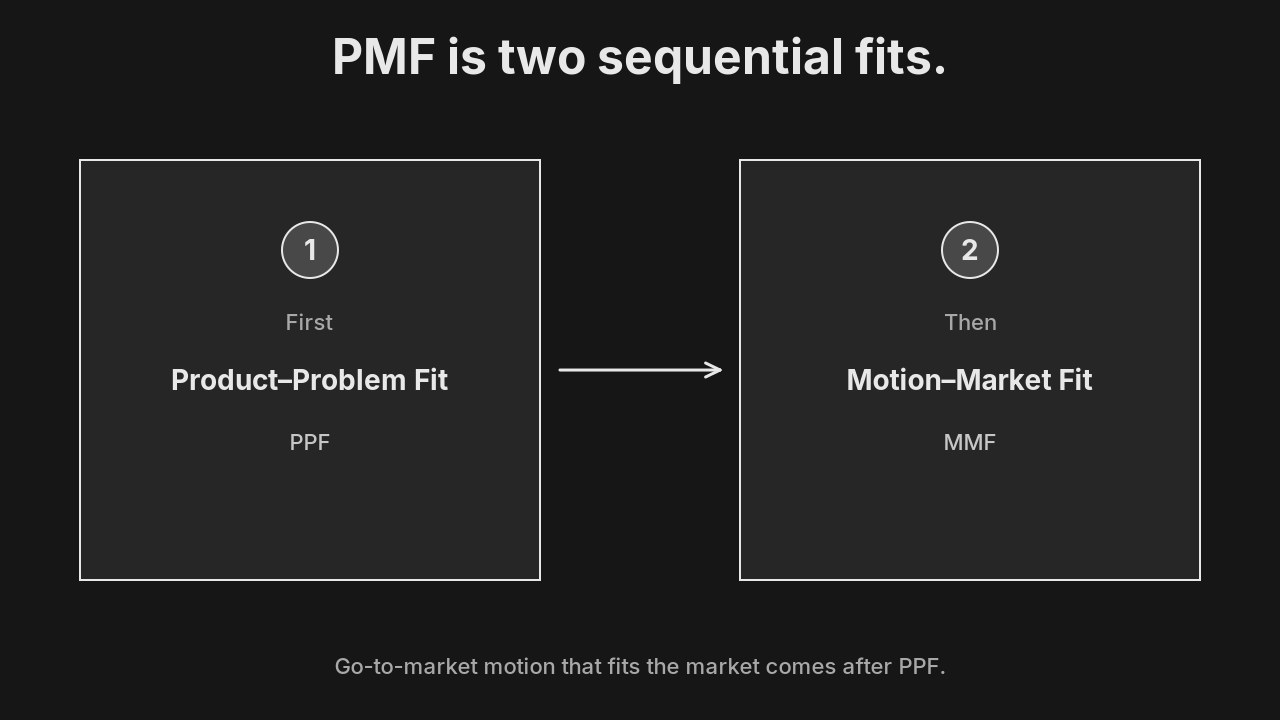 PMF is two sequential fits.
1
First
Product–Problem Fit
PPF
2
Then
Motion–Market Fit
MMF
Go-to-market motion that fits the market comes after PPF.